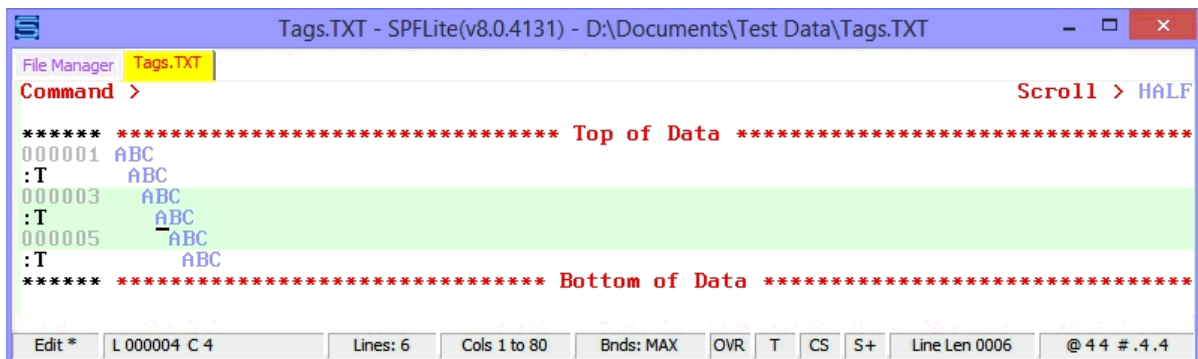 Tags.TXT - SPFLite(v8.0.4131) - D:\Documents\Test Data\Tags.TXT
File Manager Tags.TXT
Command > Scroll > HALF
****** ********************************* Top of Data **********************************
000001 ABC
:T ABC
000003 ABC
:T ABC
000005 ABC
:T ABC
****** ******************************** Bottom of Data ********************************
Edit * L 000004 C 4 Lines: 6 Cols 1 to 80 Bnds: MAX OVR T CS S+ Line Len 0006 @ 4 4 # .4 .4